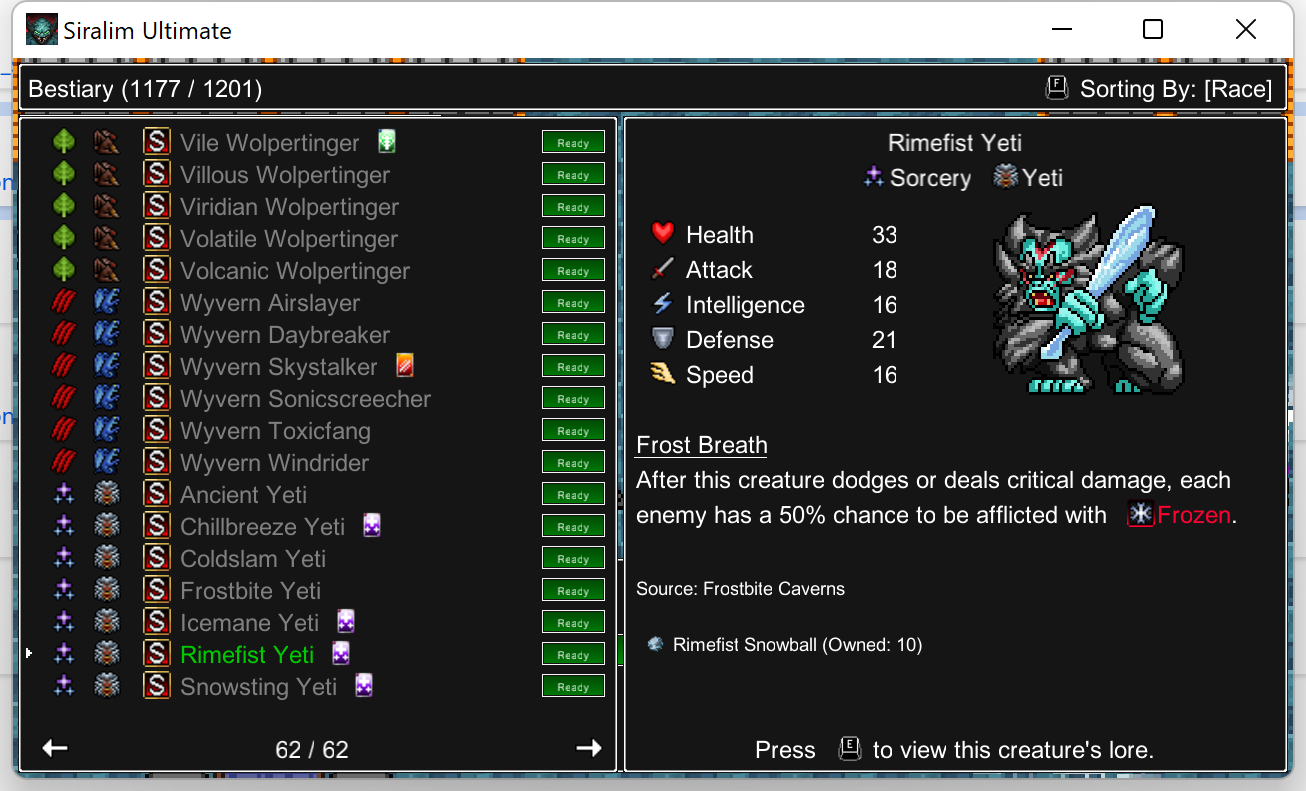 Siralim Ultimate
Bestiary (1177 / 1201)
F Sorting By: [Race]
S Vile Wolpertinger Ready
S Villous Wolpertinger Ready
S Viridian Wolpertinger Ready
S Volatile Wolpertinger Ready
S Volcanic Wolpertinger Ready
S Wyvern Airslayer Ready
S Wyvern Daybreaker Ready
S Wyvern Skystalker Ready
S Wyvern Sonicscreecher Ready
S Wyvern Toxicfang Ready
S Wyvern Windrider Ready
S Ancient Yeti Ready
S Chillbreeze Yeti Ready
S Coldslam Yeti Ready
S Frostbite Yeti Ready
S Icemane Yeti Ready
S Rimefist Yeti Ready
S Snowsting Yeti Ready
62 / 62
Rimefist Yeti
Sorcery Yeti
Health 33
Attack 18
Intelligence 16
Defense 21
Speed 16
Frost Breath
After this creature dodges or deals critical damage, each
enemy has a 50% chance to be afflicted with Frozen.
Source: Frostbite Caverns
Rimefist Snowball (Owned: 10)
Press E to view this creature's lore.